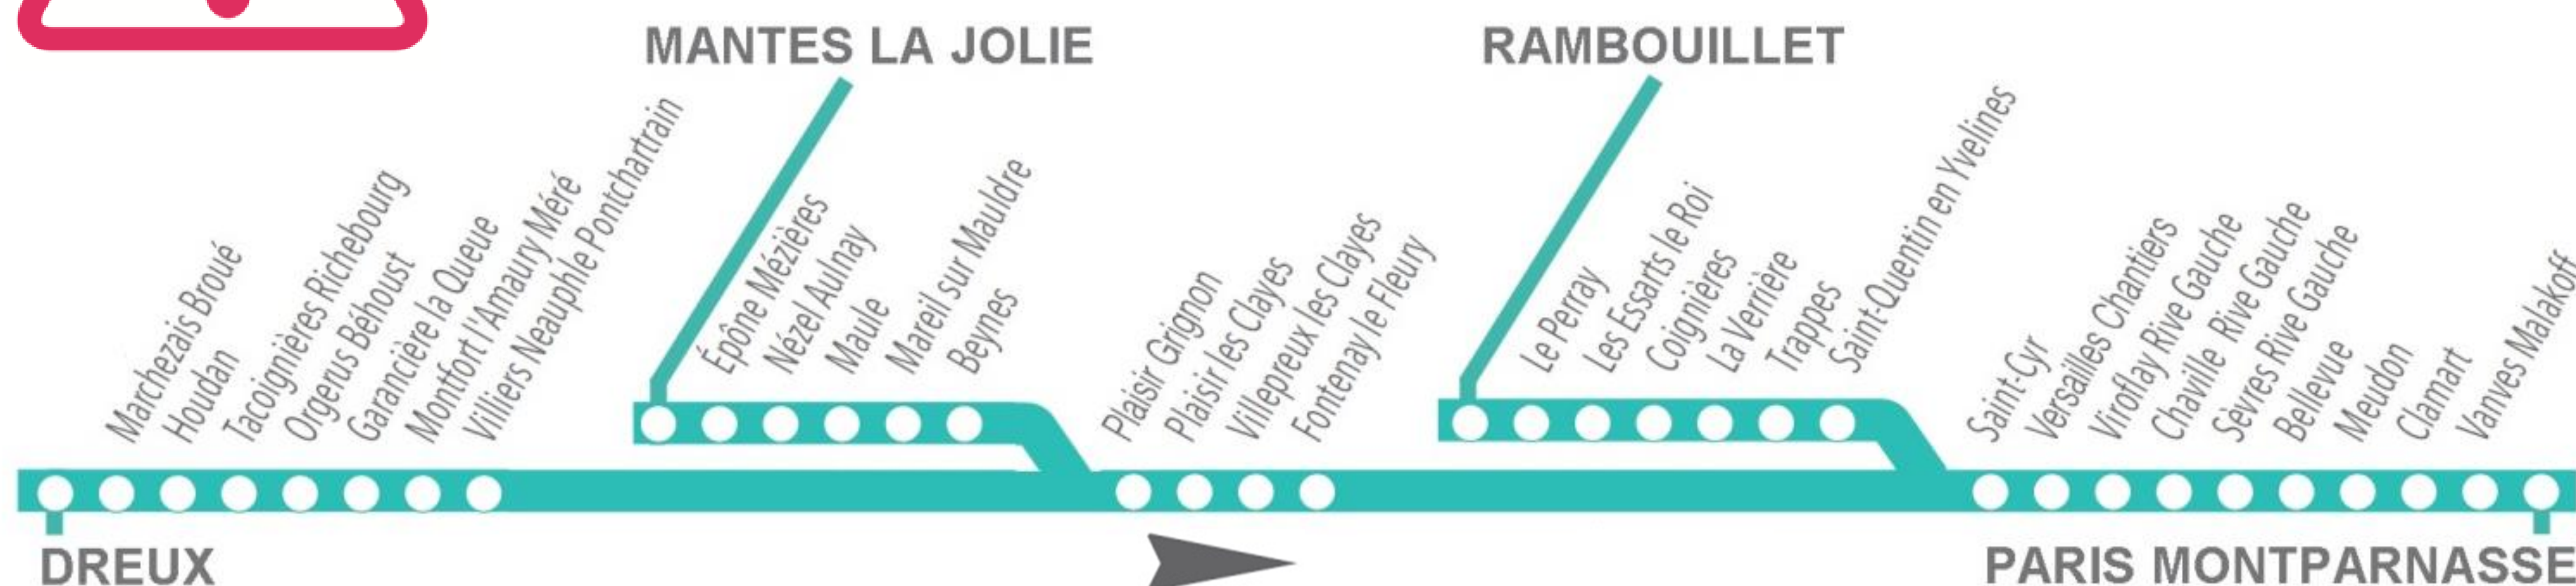 MANTES LA JOLIE
RAMBOUILLET
Marchezais Broué
Houdan
Tacoignières Richebourg
Orgerus Béhoust
Garancière la Queue
Montfort l'Amaury Méré
Villiers Neauphle Pontchartrain
Épône Mézières
Nézel Aulnay
Maule
Mareil sur Mauldre
Beynes
Plaisir Grignon
Plaisir les Clayes
Villepreux les Clayes
Fontenay le Fleury
Le Perray
Les Essarts le Roi
Coignières
La Verrière
Trappes
Saint-Quentin en Yvelines
Saint-Cyr
Versailles Chantiers
Viroflay Rive Gauche
Chaville Rive Gauche
Sèvres Rive Gauche
Bellevue
Meudon
Clamart
Vanves Malakoff
DREUX
PARIS MONTPARNASSE